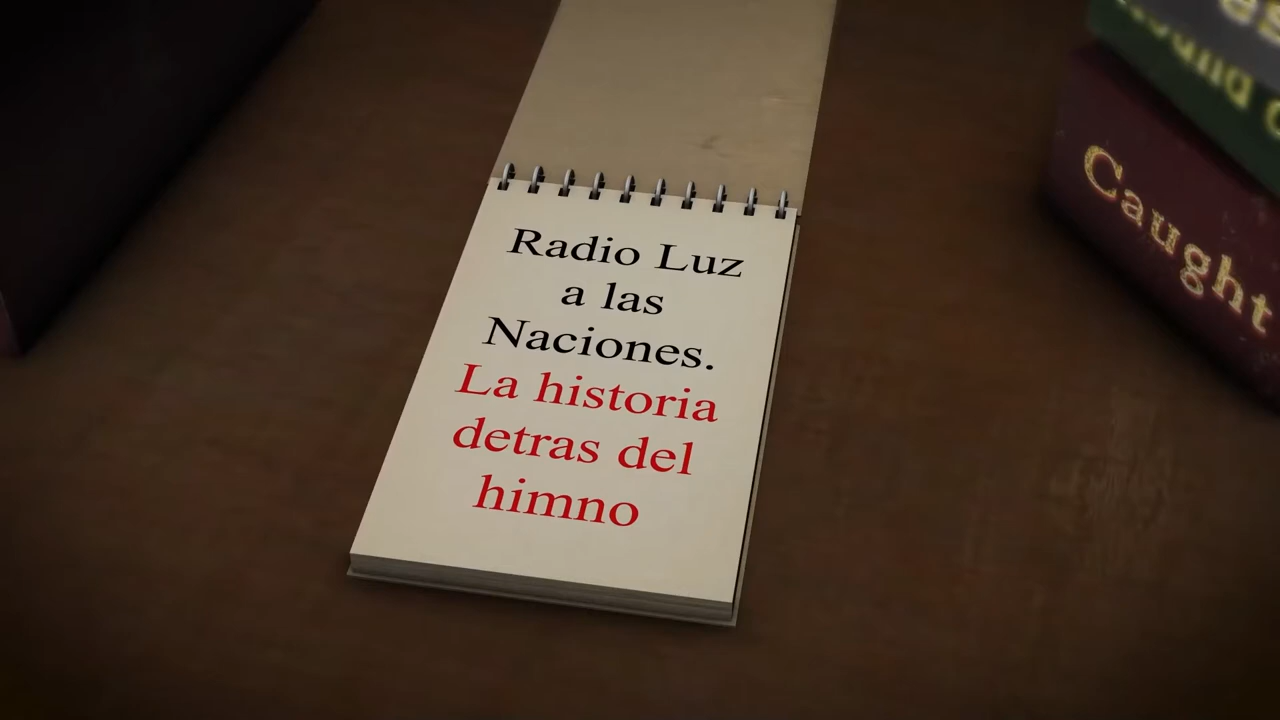 Radio Luz
a las
Naciones.
La historia
detras del
himno
Caught